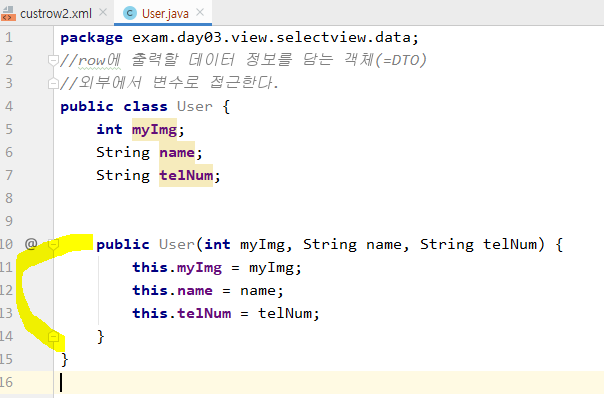 custrow2.xml × User.java ×
1 package exam.day03.view.selectview.data;
2 //row에 출력할 데이터 정보를 담는 객체(=DTO)
3 //외부에서 변수로 접근한다.
4 public class User {
5 int myImg;
6 String name;
7 String telNum;
8
9
10 @ public User(int myImg, String name, String telNum) {
11 this.myImg = myImg;
12 this.name = name;
13 this.telNum = telNum;
14 }
15 }
16